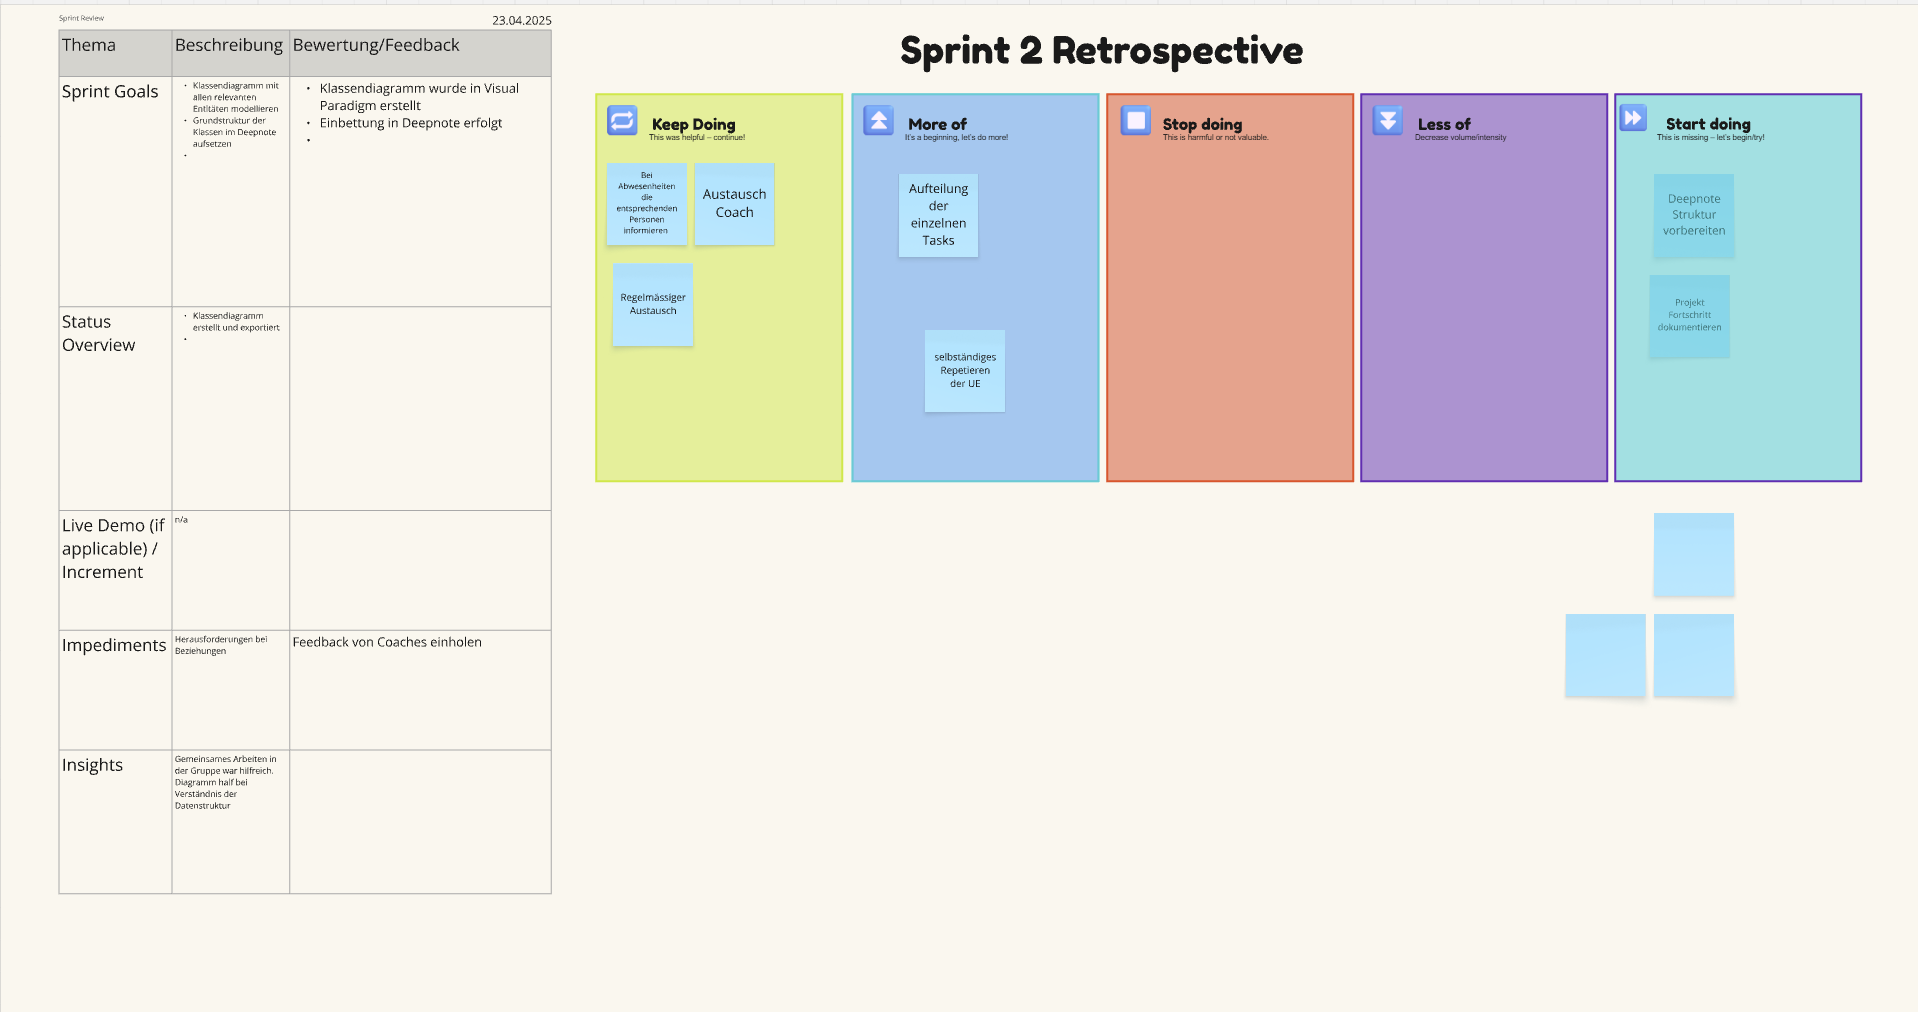 Sprint Review
23.04.2025
Thema
Beschreibung
Bewertung/Feedback
Sprint Goals
• Klassendiagramm mit
allen relevanten
Entitäten modellieren
• Grundstruktur der
Klassen im Deepnote
aufsetzen
•
• Klassendiagramm wurde in Visual
Paradigm erstellt
• Einbettung in Deepnote erfolgt
•
Status
Overview
• Klassendiagramm
erstellt und exportiert
•
Live Demo (if
applicable) /
Increment
n/a
Impediments
Herausforderungen bei
Beziehungen
Feedback von Coaches einholen
Insights
Gemeinsames Arbeiten in
der Gruppe war hilfreich.
Diagramm half bei
Verständnis der
Datenstruktur
Sprint 2 Retrospective
Keep Doing
This was helpful – continue!
Bei
Abwesenheiten
die
entsprechenden
Personen
informieren
Austausch
Coach
Regelmässiger
Austausch
More of
It's a beginning, let's do more!
Aufteilung
der
einzelnen
Tasks
selbständiges
Repetieren
der UE
Stop doing
This is harmful or not valuable.
Less of
Decrease volume/intensity
Start doing
This is missing – let's begin/try!
Deepnote
Struktur
vorbereiten
Projekt
Fortschritt
dokumentieren